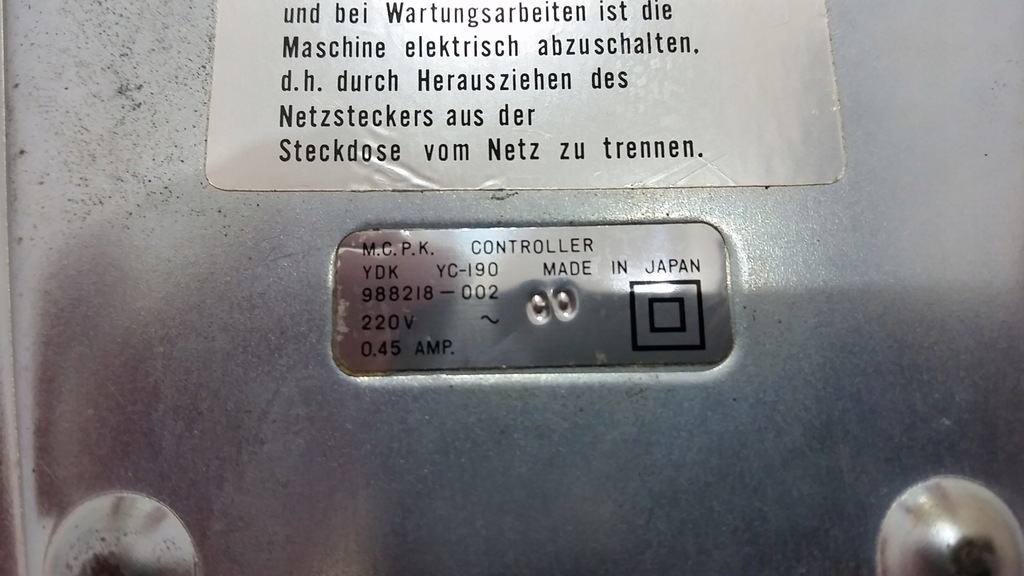 und bei Wartungsarbeiten ist die
Maschine elektrisch abzuschalten,
d.h. durch Herausziehen des
Netzsteckers aus der
Steckdose vom Netz zu trennen.
M.C.P.K. CONTROLLER
YDK YC-190 MADE IN JAPAN
988218-002
220V ~
0.45 AMP.